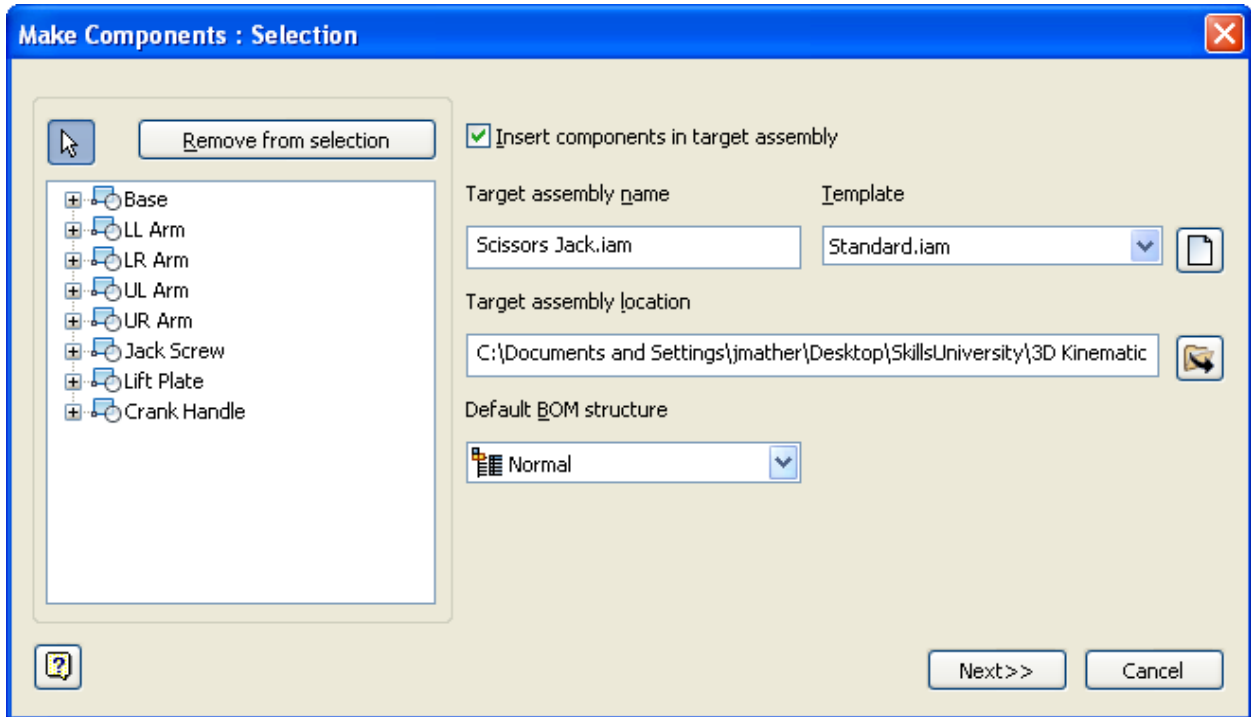 Make Components : Selection
Remove from selection
Base
LL Arm
LR Arm
UL Arm
UR Arm
Jack Screw
Lift Plate
Crank Handle
Insert components in target assembly
Target assembly name
Template
Scissors Jack.iam
Standard.iam
Target assembly location
C:\Documents and Settings\jmather\Desktop\SkillsUniversity\3D Kinematic
Default BOM structure
Normal
?
Next>>
Cancel